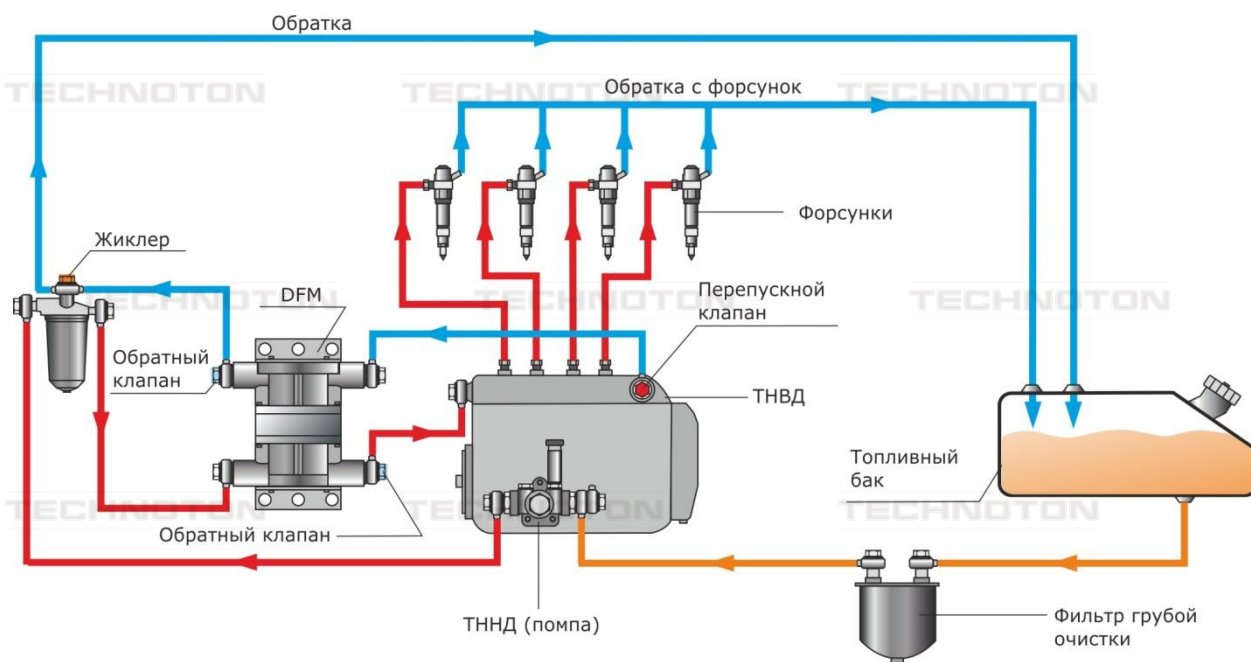 Обратка
TECHNOTON
TECHNOTON
TECHNOTON
Обратка с форсунок
Форсунки
Жиклер
DFM
TECHNOTON
TECHNOTON
TECHNOTON
Перепускной
клапан
Обратный
клапан
ТНВД
Топливный
бак
TECHNOTON
TECHNOTON
TECHNOTON
Обратный клапан
ТННД (помпа)
Фильтр грубой
очистки